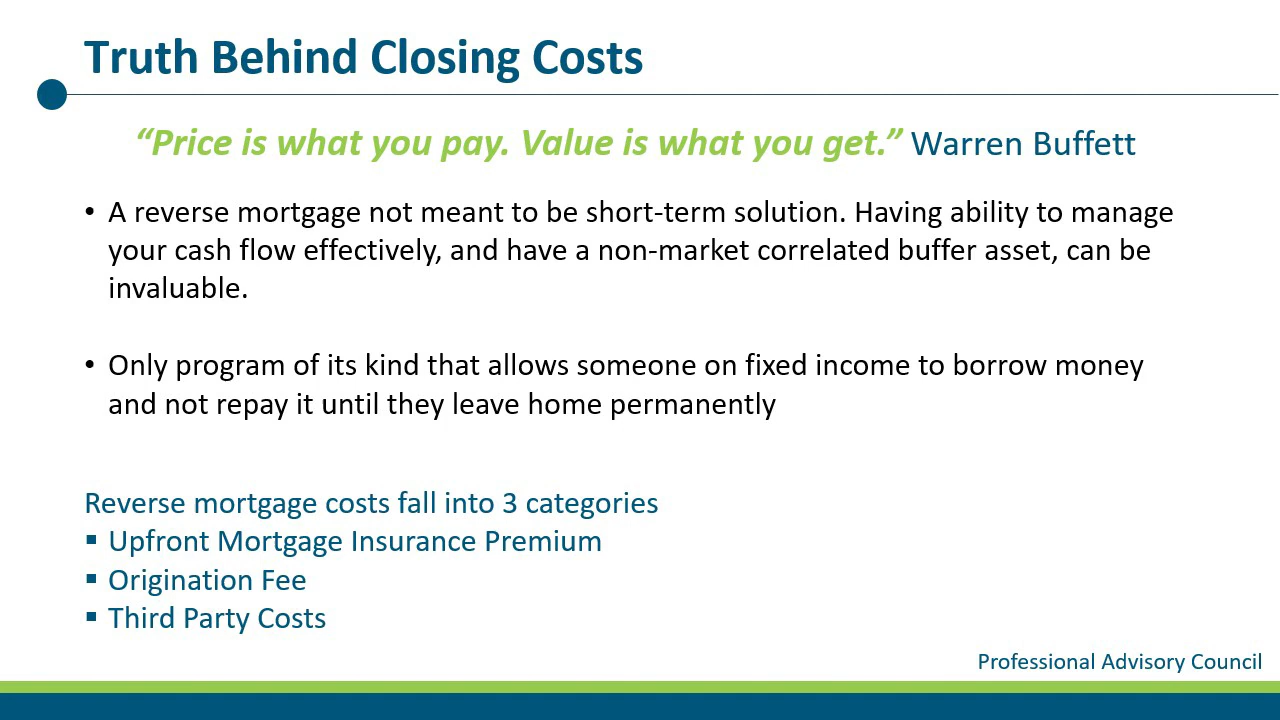 Truth Behind Closing Costs
“Price is what you pay. Value is what you get.” Warren Buffett
• A reverse mortgage not meant to be short-term solution. Having ability to manage
your cash flow effectively, and have a non-market correlated buffer asset, can be
invaluable.
• Only program of its kind that allows someone on fixed income to borrow money
and not repay it until they leave home permanently
Reverse mortgage costs fall into 3 categories
▪ Upfront Mortgage Insurance Premium
▪ Origination Fee
▪ Third Party Costs
Professional Advisory Council